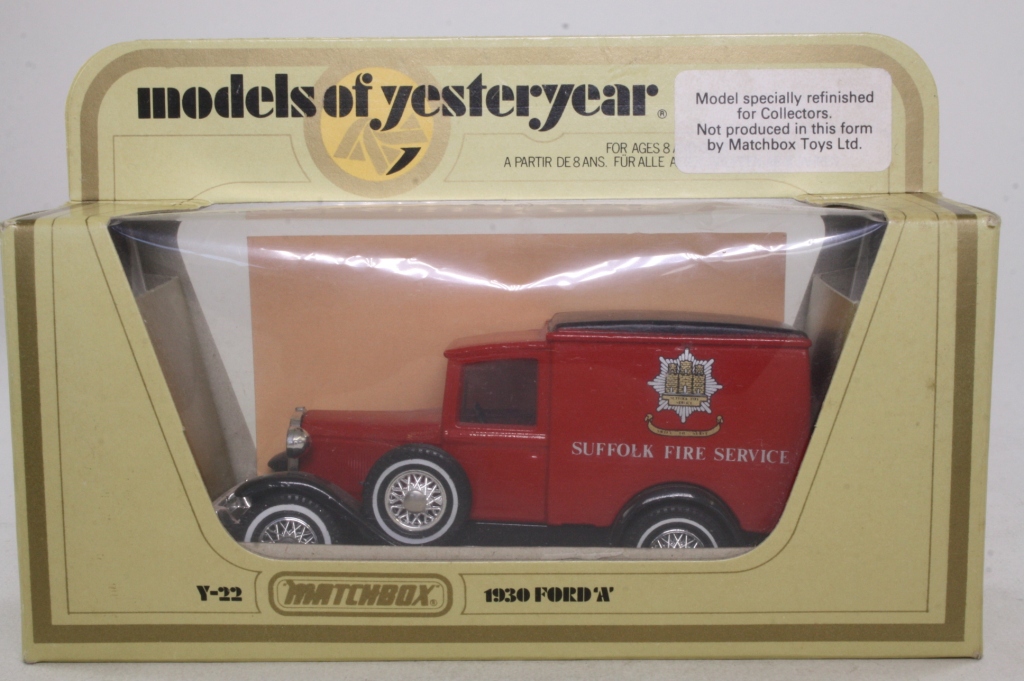 models of yesteryear®
FOR AGES 8 A
A PARTIR DE 8 ANS. FÜR ALLE A
Model specially refinished
for Collectors.
Not produced in this form
by Matchbox Toys Ltd.
SUFFOLK FIRE SERVICE
Y-22
MATCHBOX®
1930 FORD 'A'